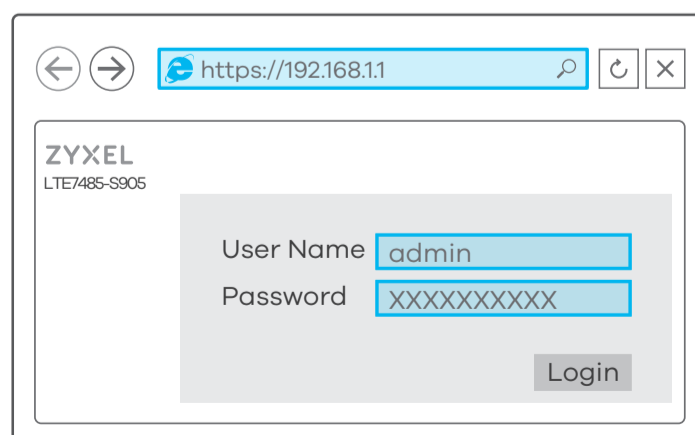 https://192.168.1.1
ZYXEL
LTE7485-S905
User Name admin
Password XXXXXXXXXX
Login